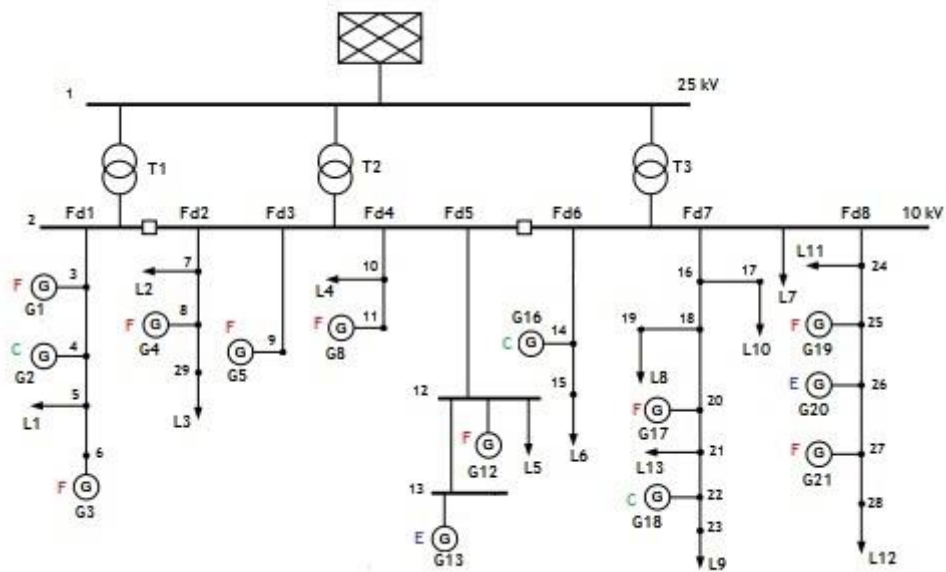 1 25 kV
T1 T2 T3
2 Fd1 Fd2 Fd3 Fd4 Fd5 Fd6 Fd7 Fd8 10 kV
L11 24
7 10 16 17
L2 L4 L7
F G 3
G1
8 11 G16 14 19 18 25
F G F F G C G F G
G4 G8 G19
C G 4 G 9
G2 G5 15 L10
29 L8 E G 26
5 12 G20
L1 L3 F G 20
G17
F G L5 L6 21 F G 27
G12 L13 G21
6
F G 13 C G 22 28
G3 G18
23
E G
G13 L9 L12